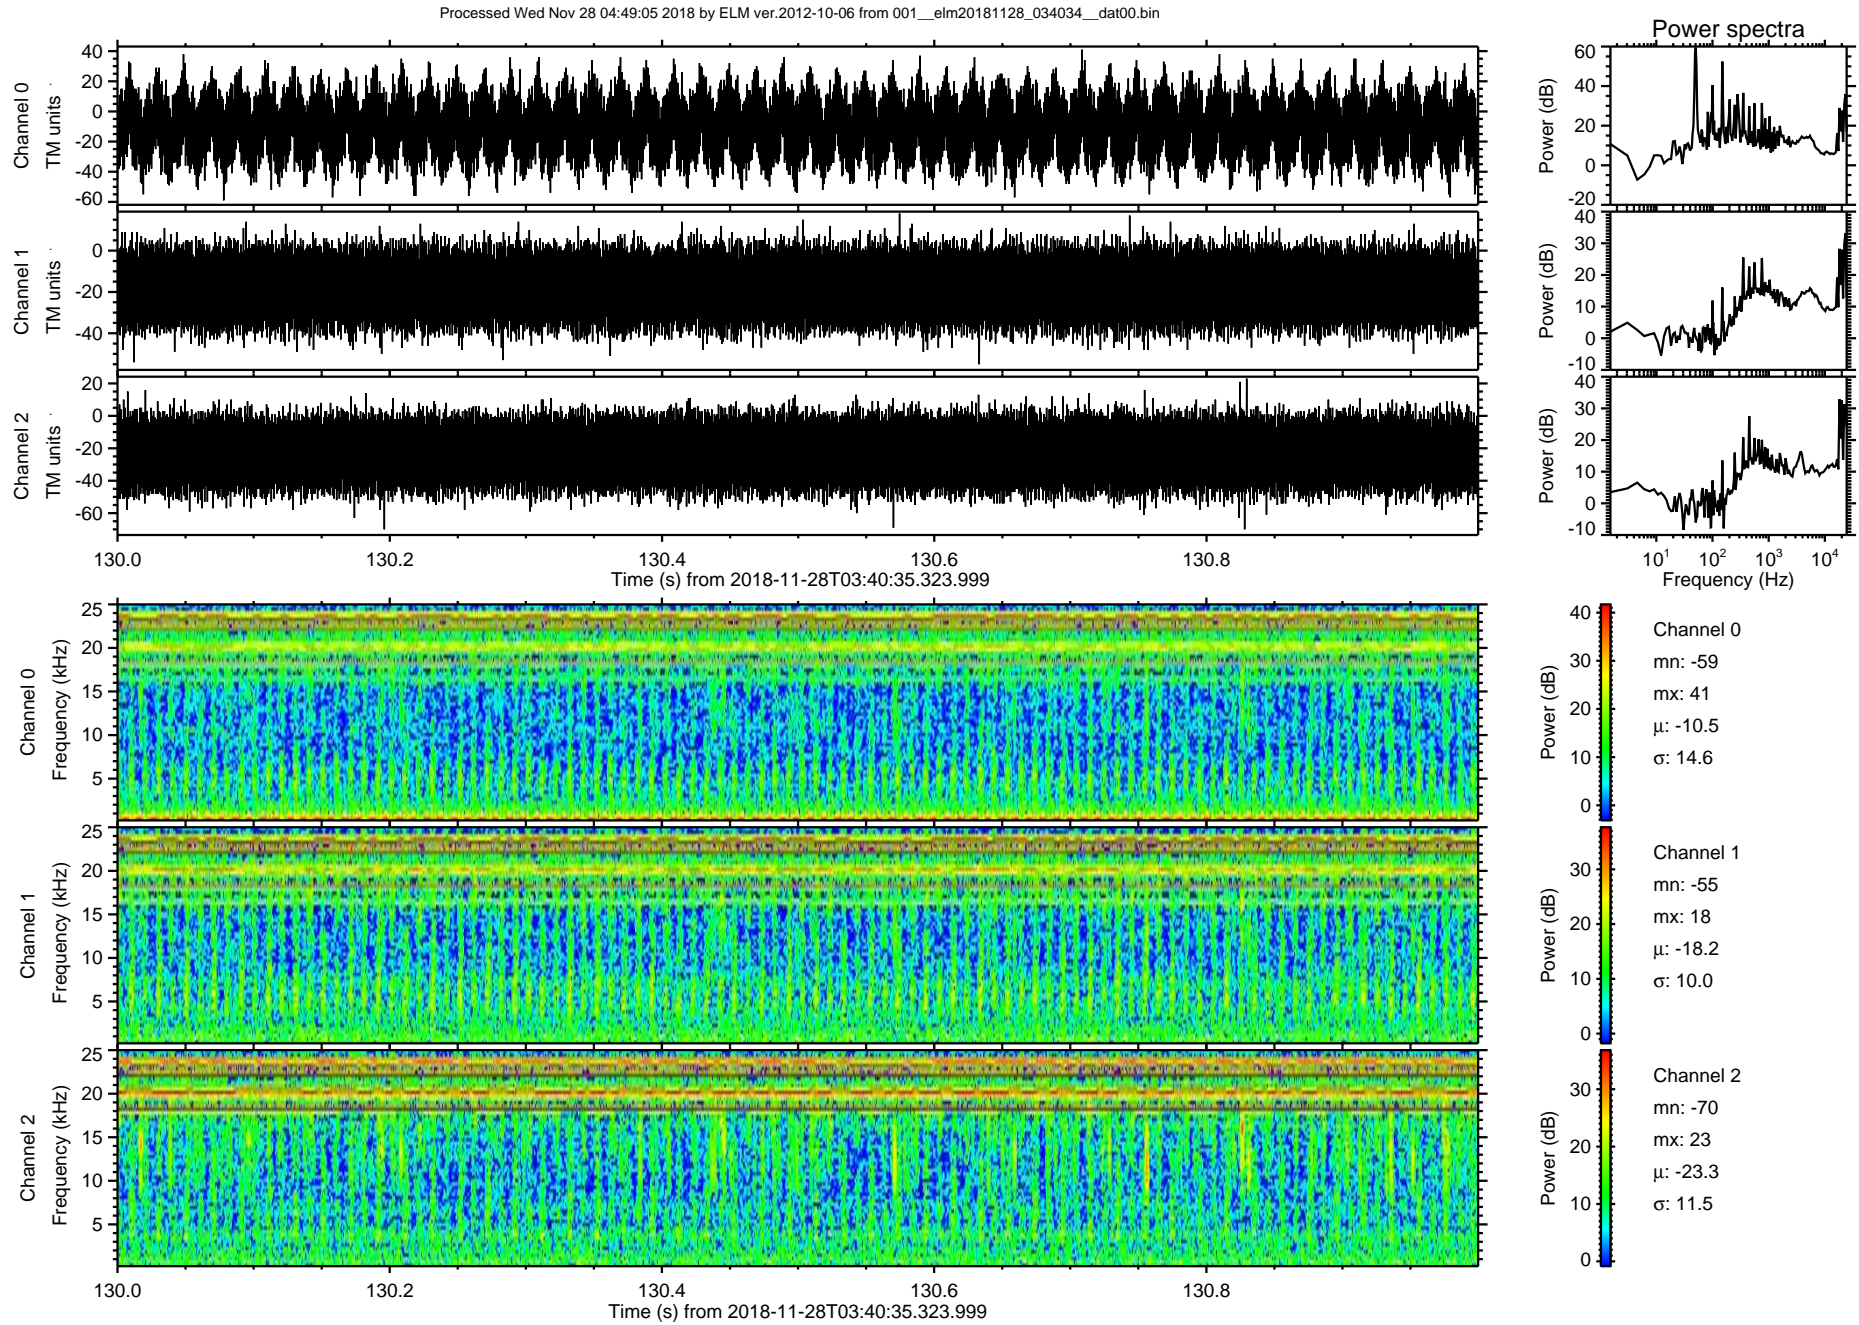 Processed Wed Nov 28 04:49:05 2018 by ELM ver.2012-10-06 from 001__elm20181128_034034__dat00.bin
Power spectra
Channel 0
TM units
40
20
0
-20
-40
-60
Power (dB)
60
40
20
0
-20
Channel 1
TM units
0
-20
-40
Power (dB)
40
30
20
10
0
-10
Channel 2
TM units
20
0
-20
-40
-60
Power (dB)
40
30
20
10
0
-10
130.0 130.2 130.4 130.6 130.8
Time (s) from 2018-11-28T03:40:35.323.999
10¹ 10² 10³ 10⁴
Frequency (Hz)
Channel 0
Frequency (kHz)
25
20
15
10
5
Power (dB)
40
30
20
10
0
Channel 0
mn: -59
mx: 41
μ: -10.5
σ: 14.6
Channel 1
Frequency (kHz)
25
20
15
10
5
Power (dB)
30
20
10
0
Channel 1
mn: -55
mx: 18
μ: -18.2
σ: 10.0
Channel 2
Frequency (kHz)
25
20
15
10
5
Power (dB)
30
20
10
0
Channel 2
mn: -70
mx: 23
μ: -23.3
σ: 11.5
130.0 130.2 130.4 130.6 130.8
Time (s) from 2018-11-28T03:40:35.323.999